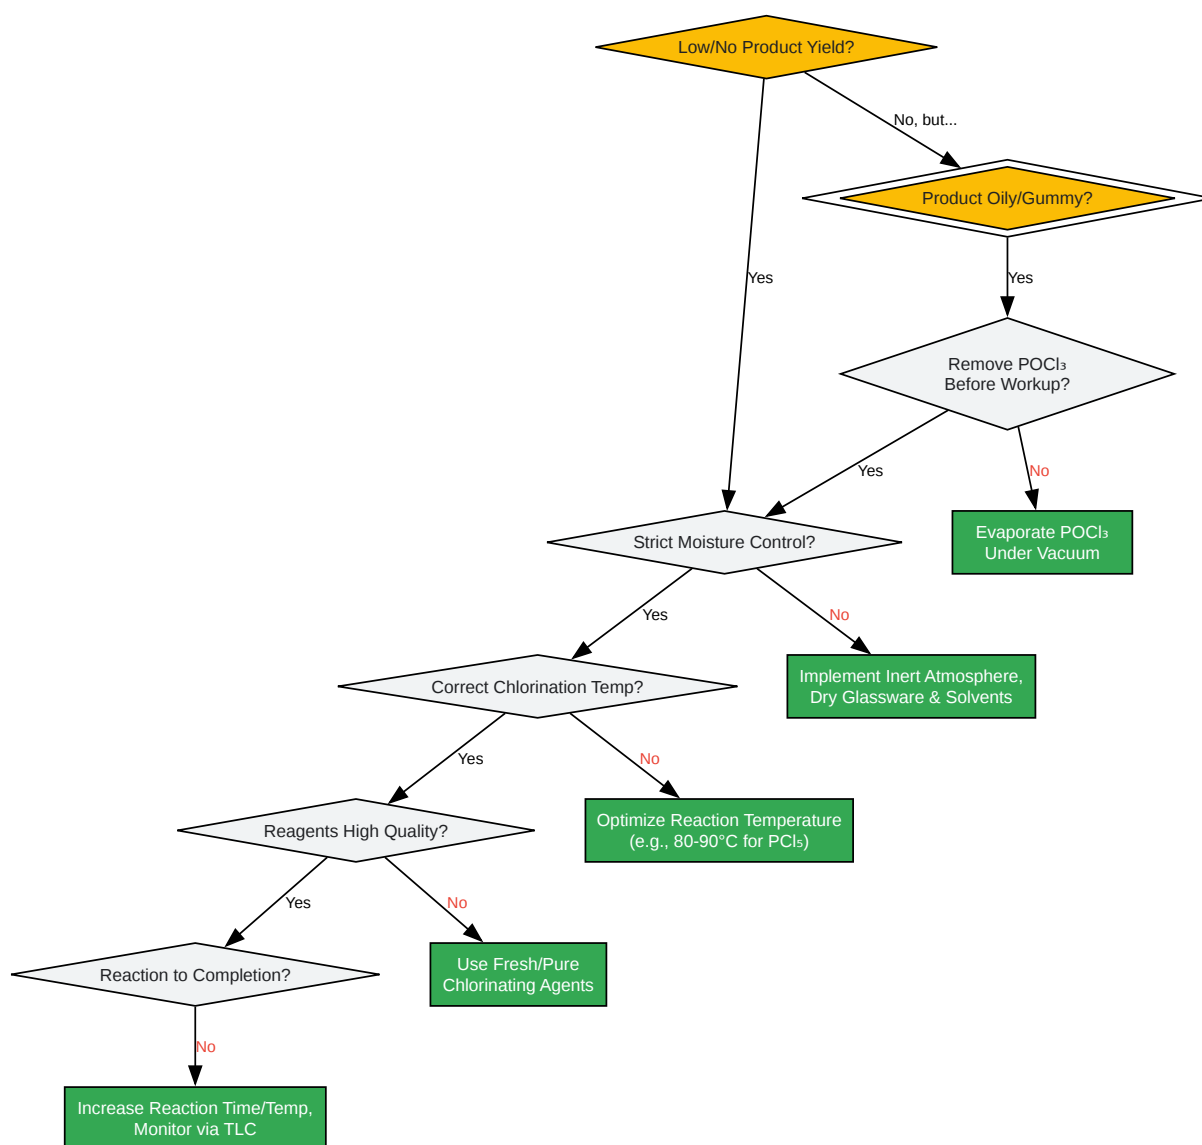 Low/No Product Yield?
No, but...
Product Oily/Gummy?
Yes
Yes
Remove POCl₃
Before Workup?
Yes
No
Evaporate POCl₃
Under Vacuum
Strict Moisture Control?
Yes
No
Implement Inert Atmosphere,
Dry Glassware & Solvents
Correct Chlorination Temp?
Yes
No
Optimize Reaction Temperature
(e.g., 80-90°C for PCl₅)
Reagents High Quality?
Yes
No
Use Fresh/Pure
Chlorinating Agents
Reaction to Completion?
No
Increase Reaction Time/Temp,
Monitor via TLC